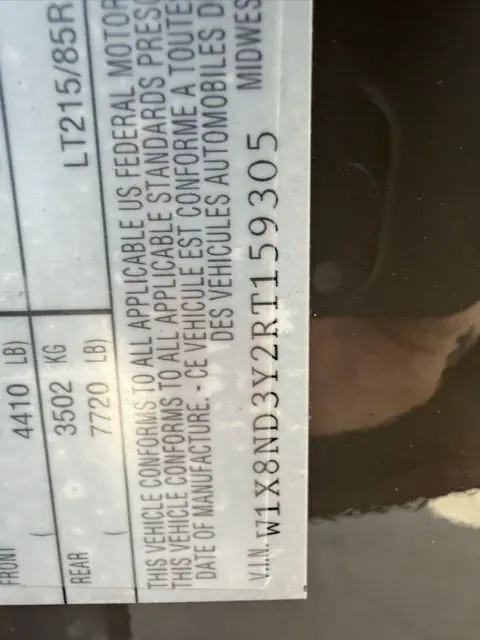 LT215/85R
FRONT
4410 LB)
(
REAR
3502 KG
( 7720 LB)
THIS VEHICLE CONFORMS TO ALL APPLICABLE US FEDERAL MOTOR
THIS VEHICLE CONFORMS TO ALL APPLICABLE STANDARDS PRESC
DATE OF MANUFACTURE. - CE VEHICULE EST CONFORME A TOUTE
DES VEHICULES AUTOMOBILES D
V.I.N. W1X8ND3Y2RT159305 MIDWES